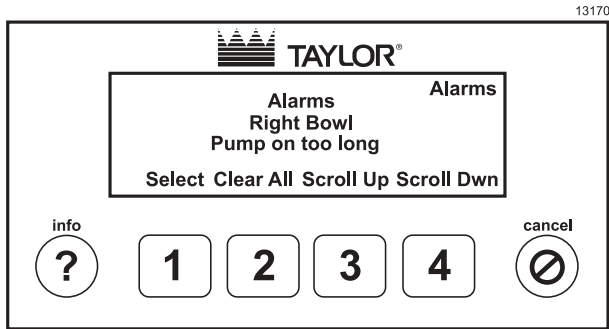 13170
TAYLOR®
Alarms
Alarms
Right Bowl
Pump on too long
Select Clear All Scroll Up Scroll Dwn
info
cancel
?
1 2 3 4